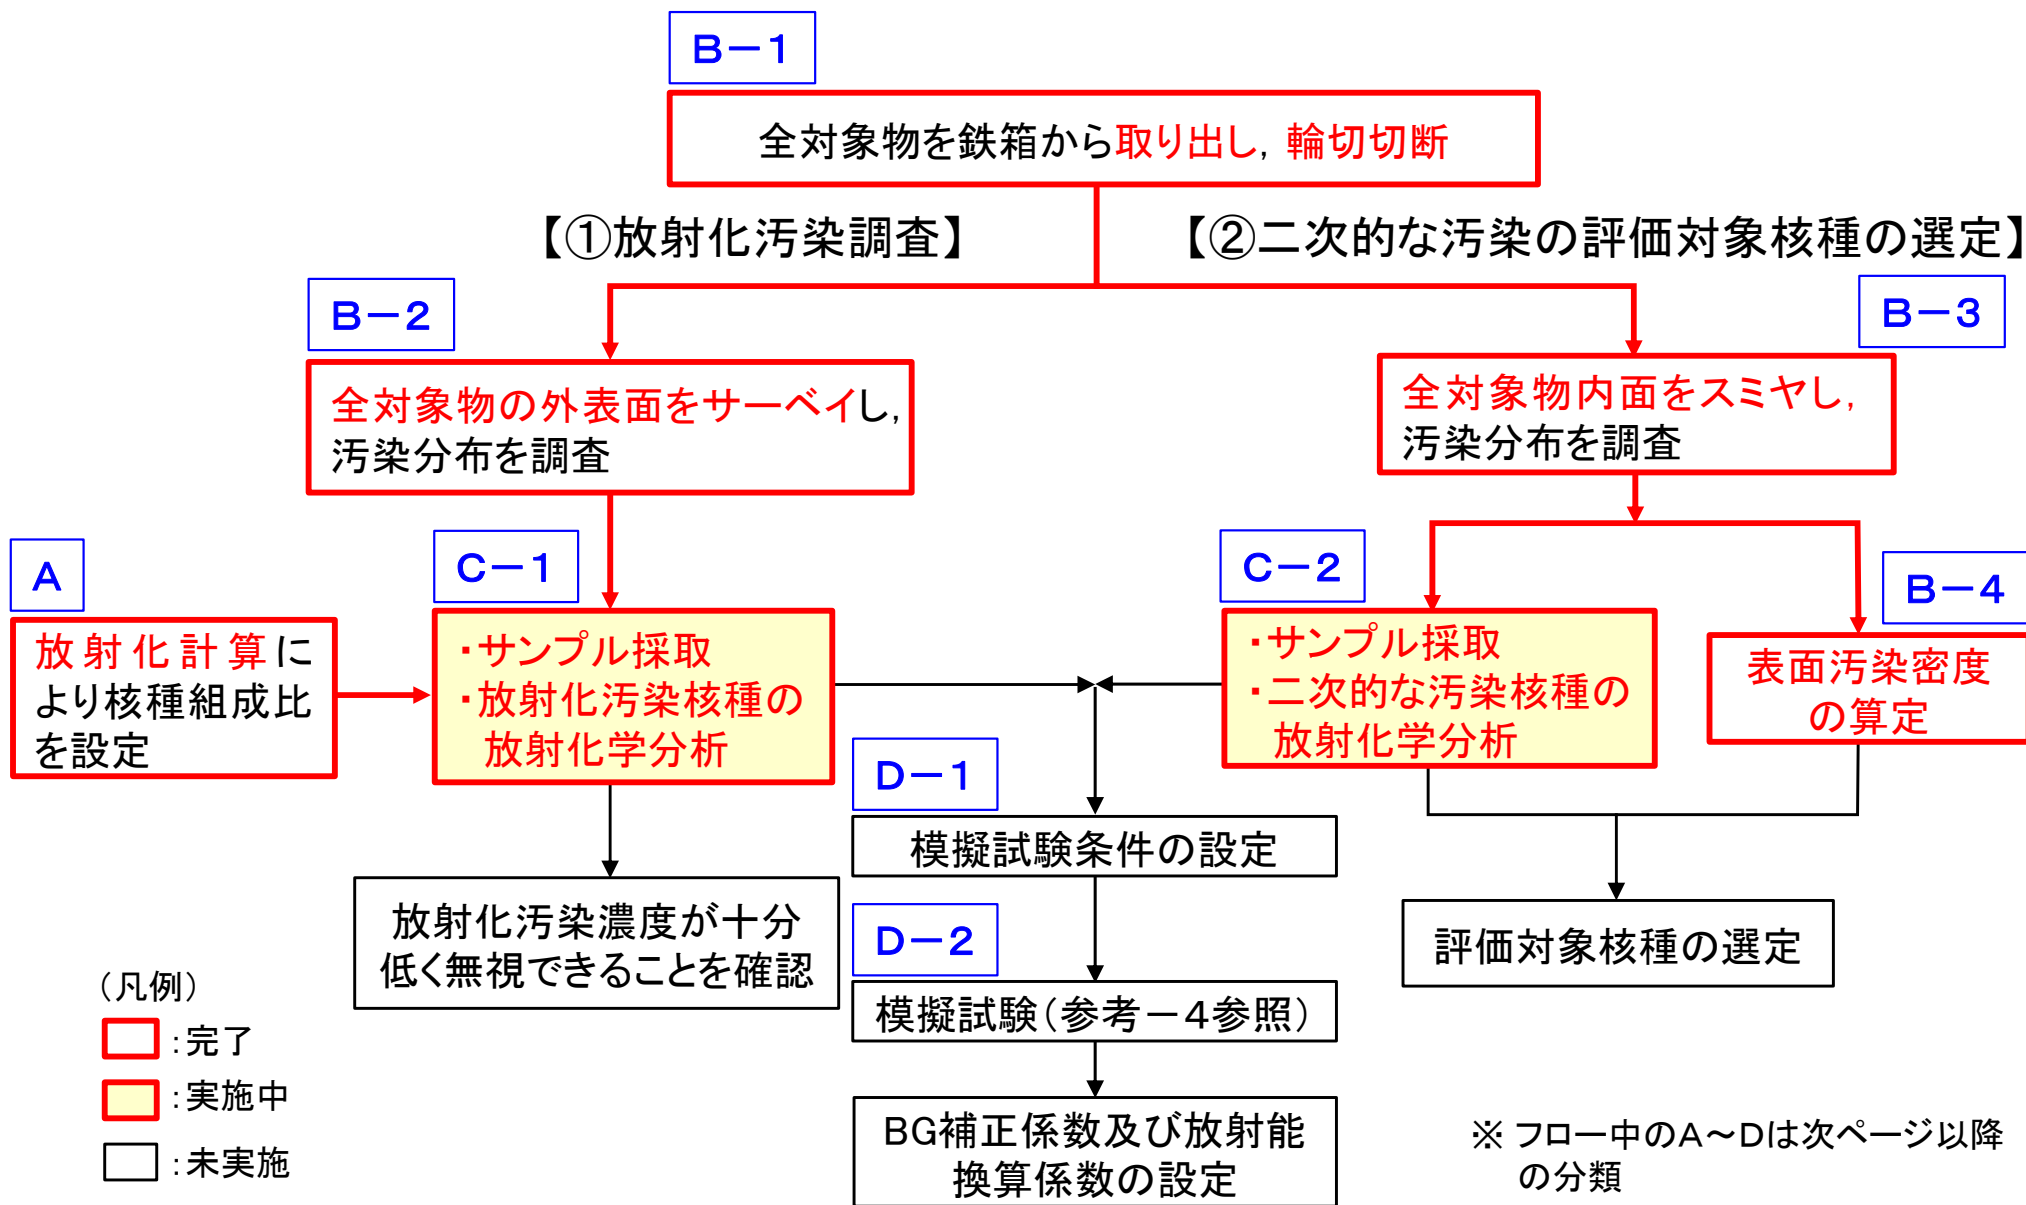 B－1
全対象物を鉄箱から取り出し，輪切切断
【①放射化汚染調査】
【②二次的な汚染の評価対象核種の選定】
B－2
全対象物の外表面をサーベイし，
汚染分布を調査
B－3
全対象物内面をスミヤし，
汚染分布を調査
A
放射化計算に
より核種組成比
を設定
C－1
・サンプル採取
・放射化汚染核種の
放射化学分析
C－2
・サンプル採取
・二次的な汚染核種の
放射化学分析
B－4
表面汚染密度
の算定
放射化汚染濃度が十分
低く無視できることを確認
D－1
模擬試験条件の設定
D－2
模擬試験（参考－4参照）
BG補正係数及び放射能
換算係数の設定
評価対象核種の選定
（凡例）
：完了
：実施中
：未実施
※ フロー中のA～Dは次ページ以降
の分類